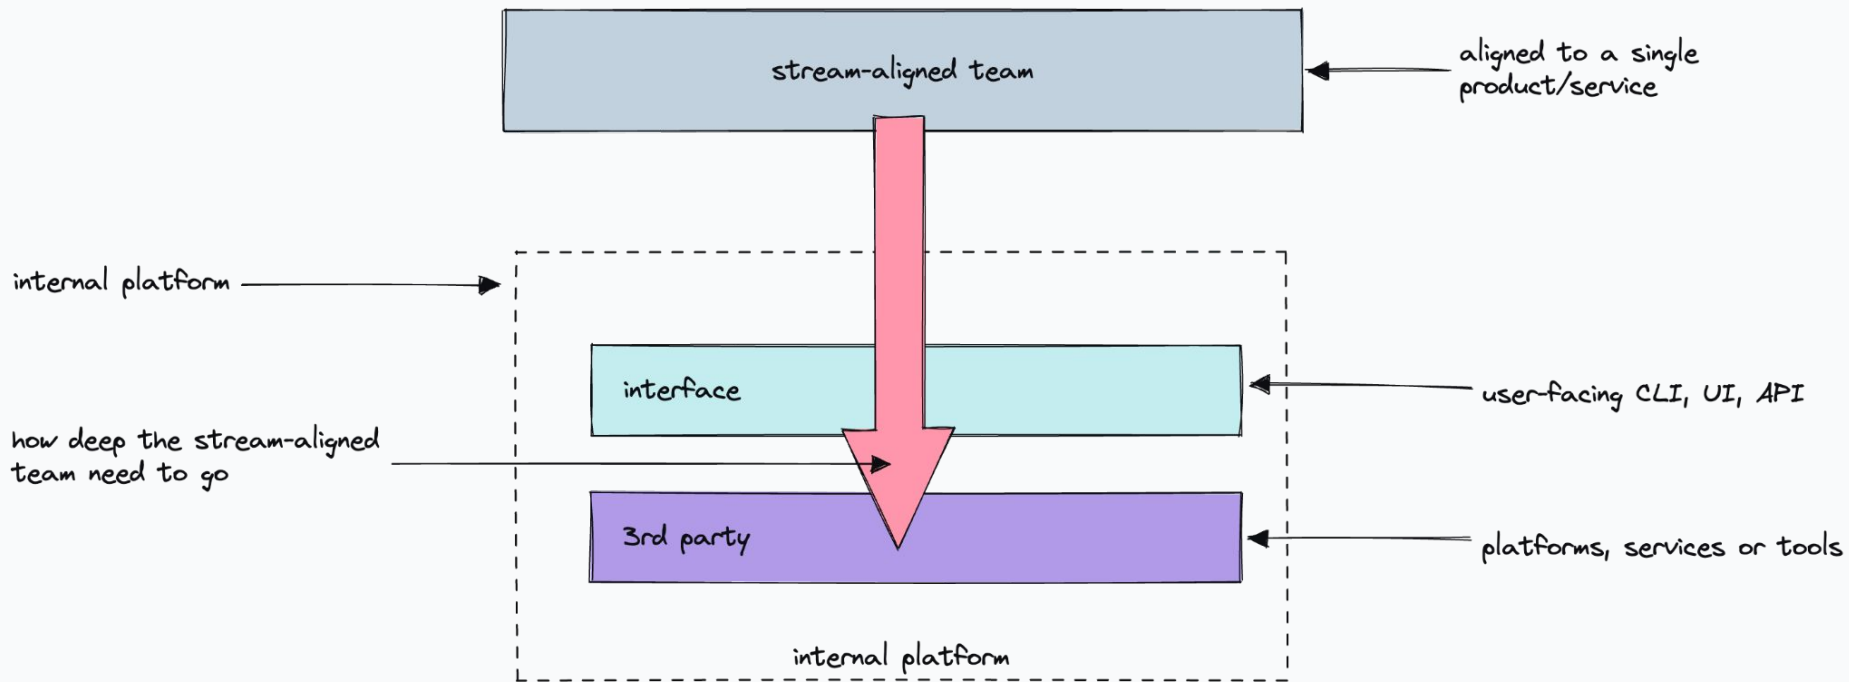 stream-aligned team
aligned to a single
product/service
internal platform
interface
user-facing CLI, UI, API
how deep the stream-aligned
team need to go
3rd party
platforms, services or tools
internal platform